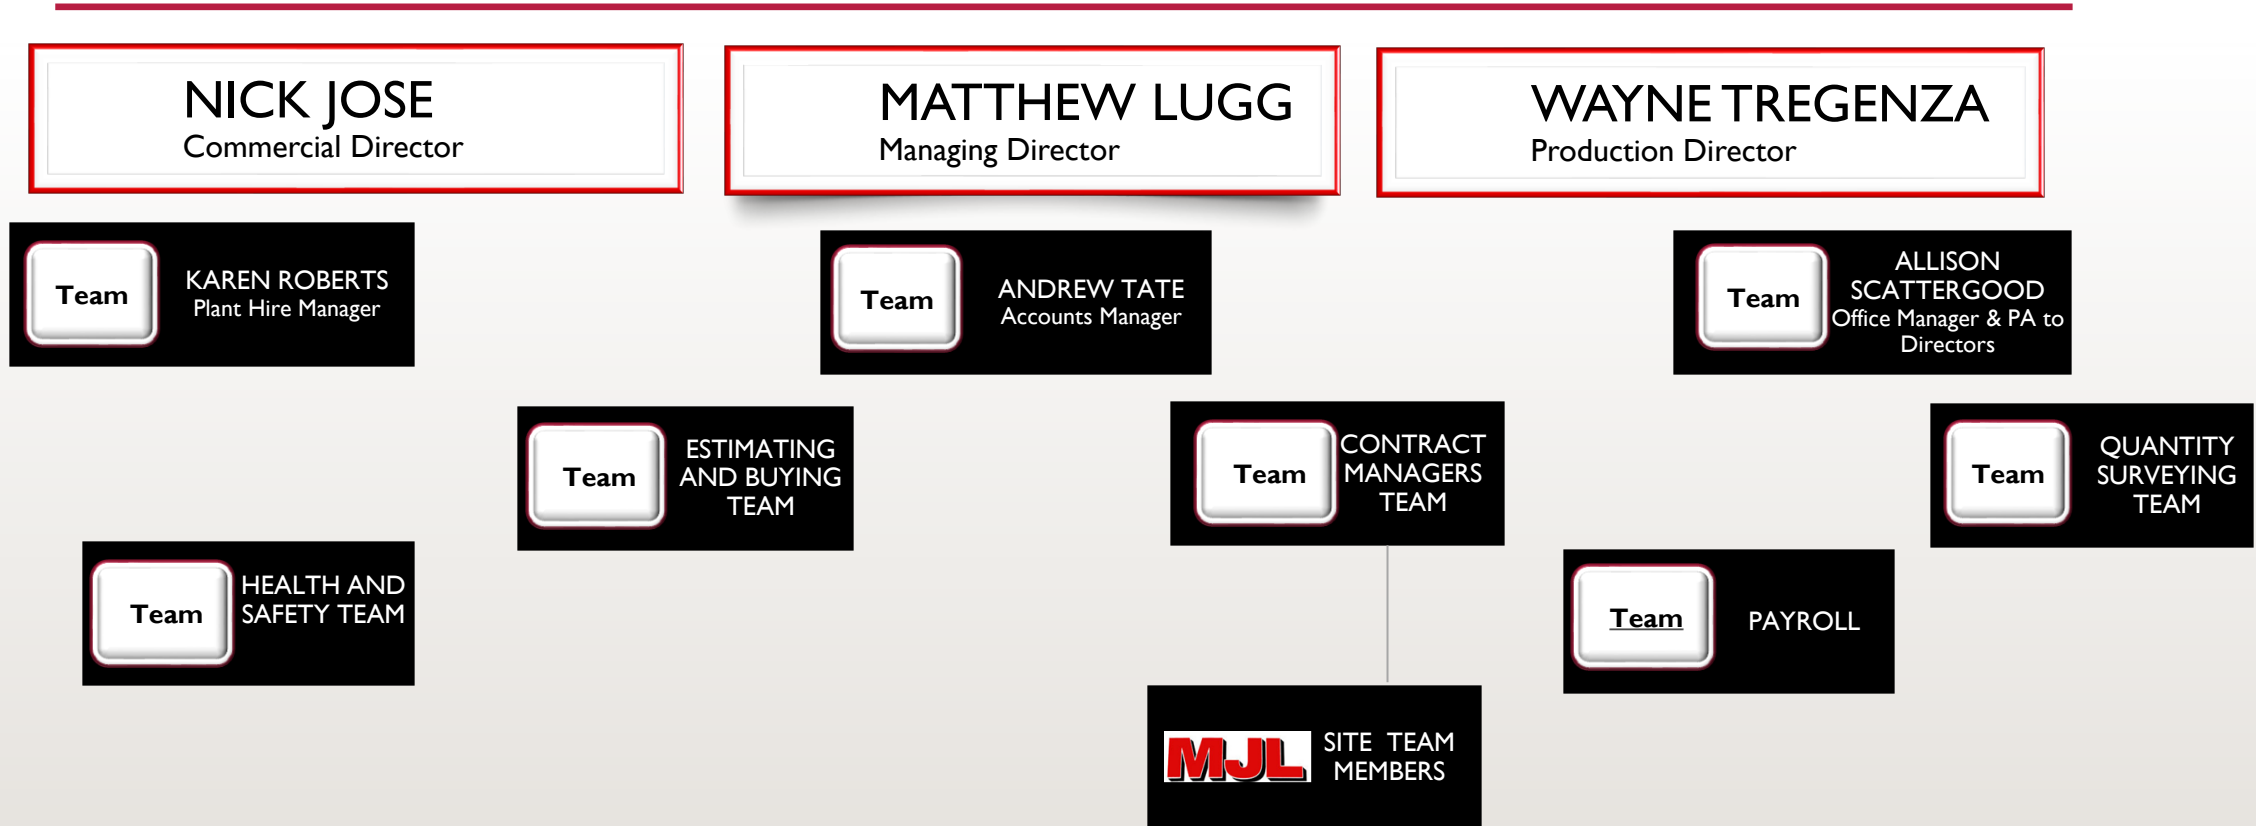 NICK JOSE
Commercial Director
MATTHEW LUGG
Managing Director
WAYNE TREGENZA
Production Director
Team
KAREN ROBERTS
Plant Hire Manager
Team
ANDREW TATE
Accounts Manager
Team
ALLISON
SCATTERGOOD
Office Manager & PA to
Directors
Team
ESTIMATING
AND BUYING
TEAM
Team
CONTRACT
MANAGERS
TEAM
Team
QUANTITY
SURVEYING
TEAM
Team
HEALTH AND
SAFETY TEAM
Team
PAYROLL
MJL
SITE TEAM
MEMBERS